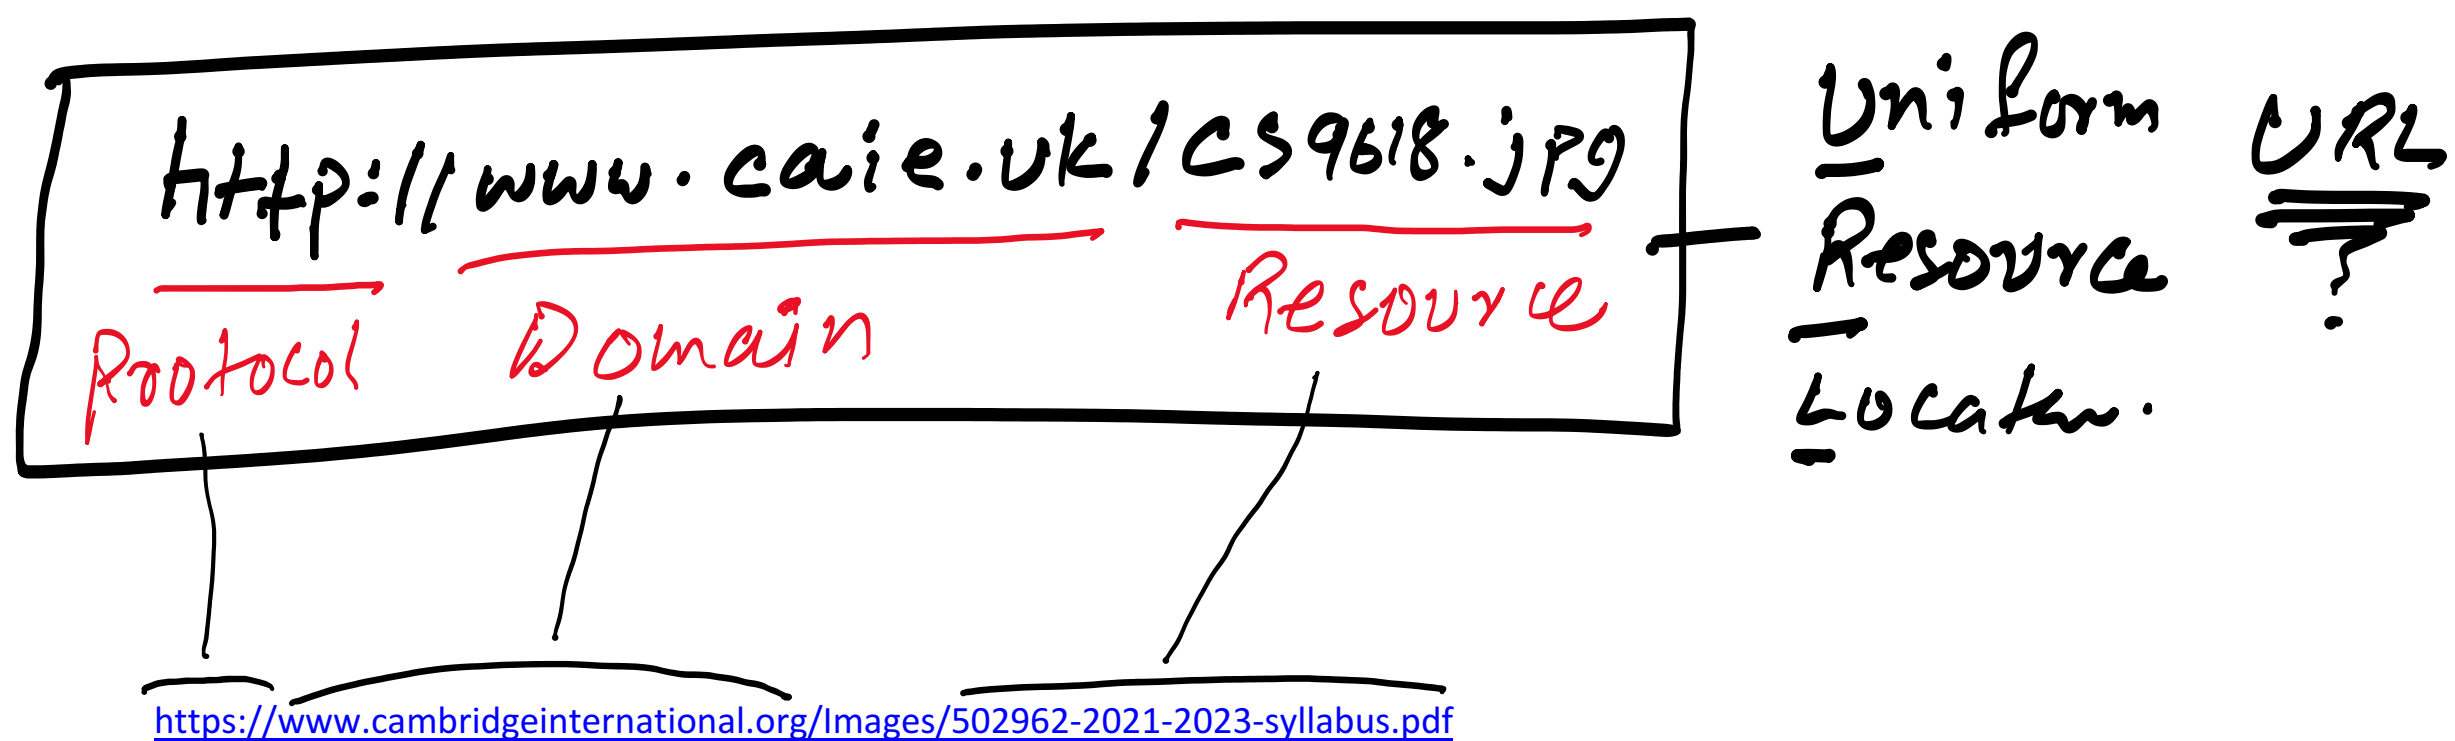 http://www.caie.uk/CS9618.jpg
Protocol
Domain
Resource
Uniform
Resource
Locator.
URL
?
https://www.cambridgeinternational.org/Images/502962-2021-2023-syllabus.pdf